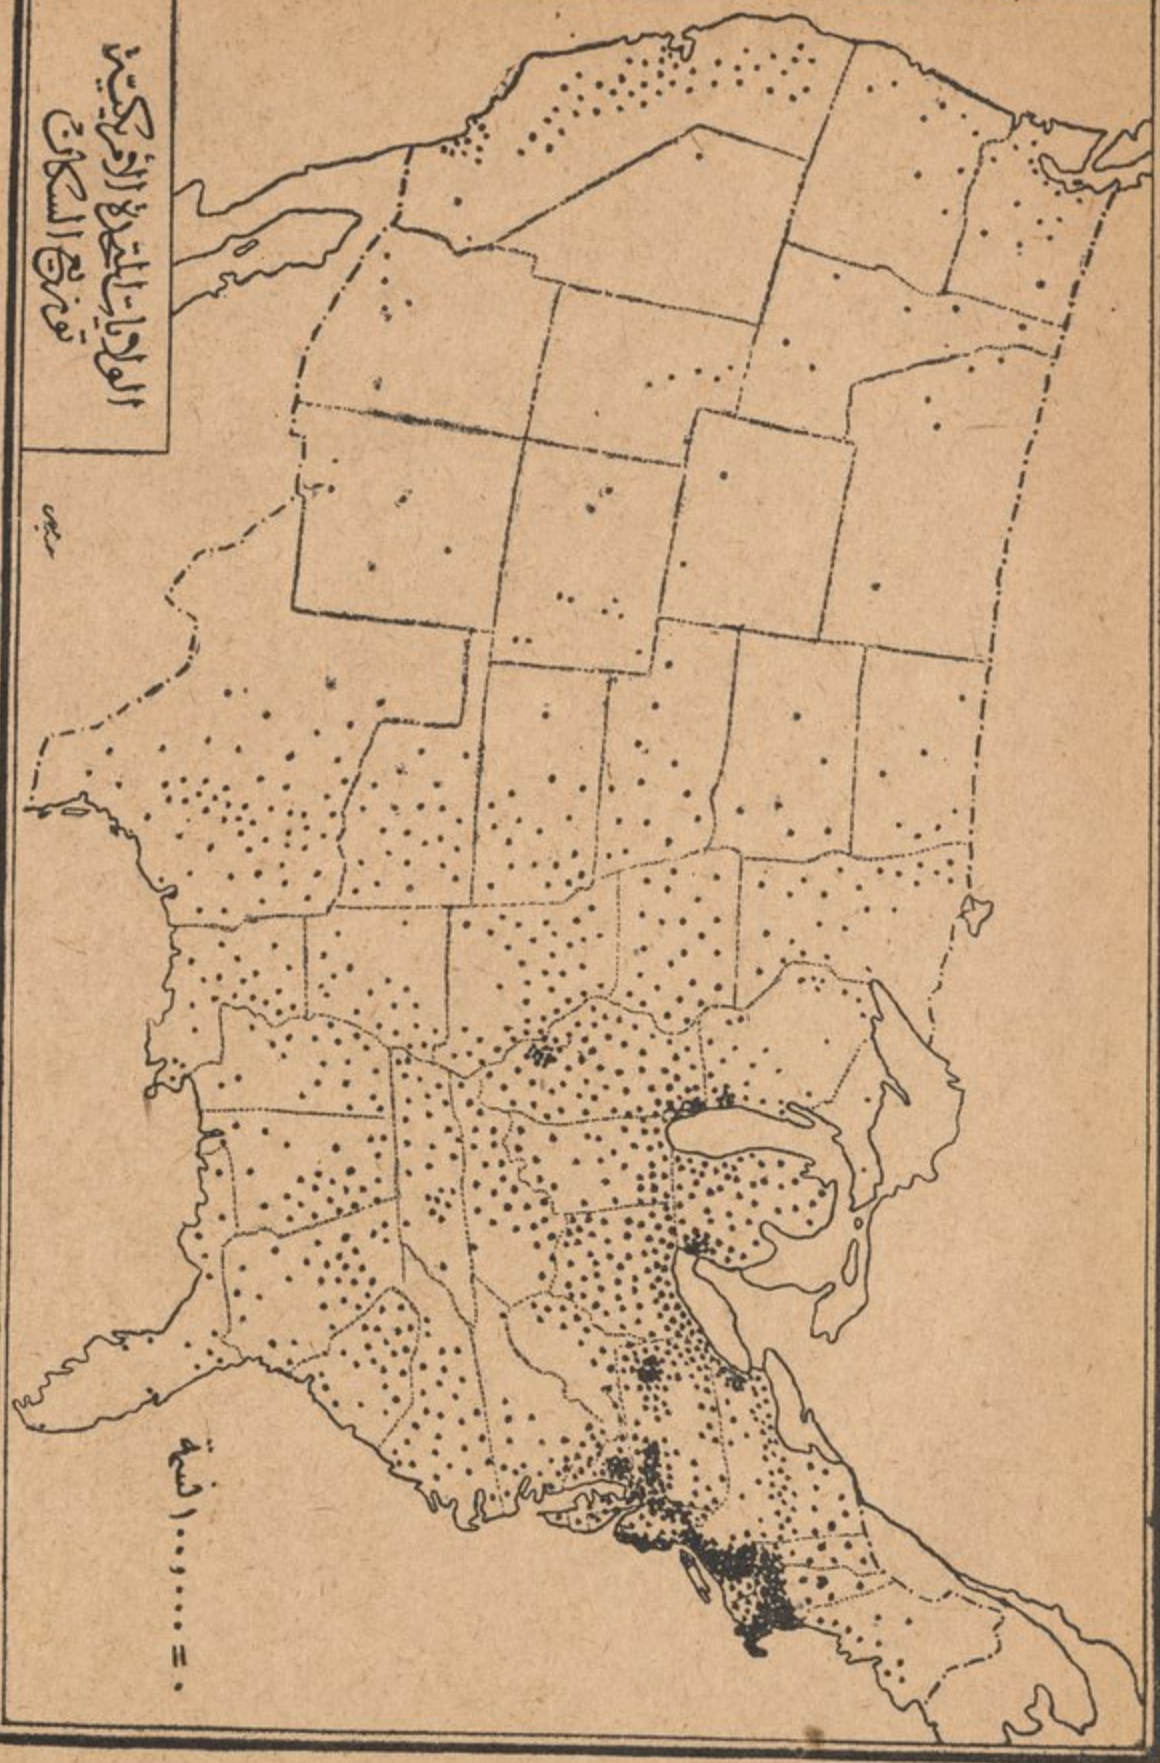 الولايات المتحدة الأمريكية
توزيع السكان
• = ١٠٠,٠٠٠ نسمة